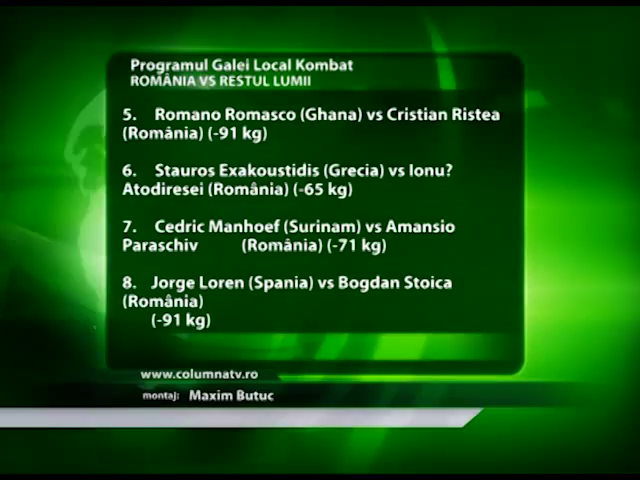 Programul Galei Local Kombat
ROMÂNIA VS RESTUL LUMII
5. Romano Romasco (Ghana) vs Cristian Ristea
(România) (-91 kg)
6. Stauros Exakoustidis (Grecia) vs Ionu?
Atodiresei (România) (-65 kg)
7. Cedric Manhoef (Surinam) vs Amansio
Paraschiv (România) (-71 kg)
8. Jorge Loren (Spania) vs Bogdan Stoica
(România)
(-91 kg)
www.columnatv.ro
montaj: Maxim Butuc